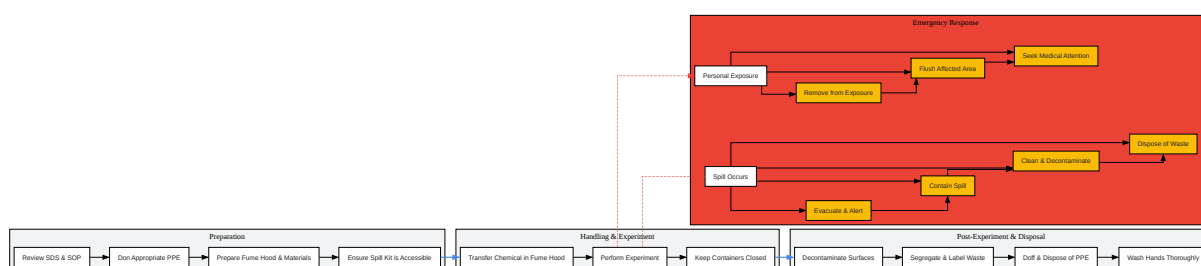 Emergency Response
Seek Medical Attention
Personal Exposure
Flush Affected Area
Remove from Exposure
Dispose of Waste
Clean & Decontaminate
Spill Occurs
Contain Spill
Evacuate & Alert
Preparation
Handling & Experiment
Post-Experiment & Disposal
Review SDS & SOP
Don Appropriate PPE
Prepare Fume Hood & Materials
Ensure Spill Kit is Accessible
Transfer Chemical in Fume Hood
Perform Experiment
Keep Containers Closed
Decontaminate Surfaces
Segregate & Label Waste
Doff & Dispose of PPE
Wash Hands Thoroughly